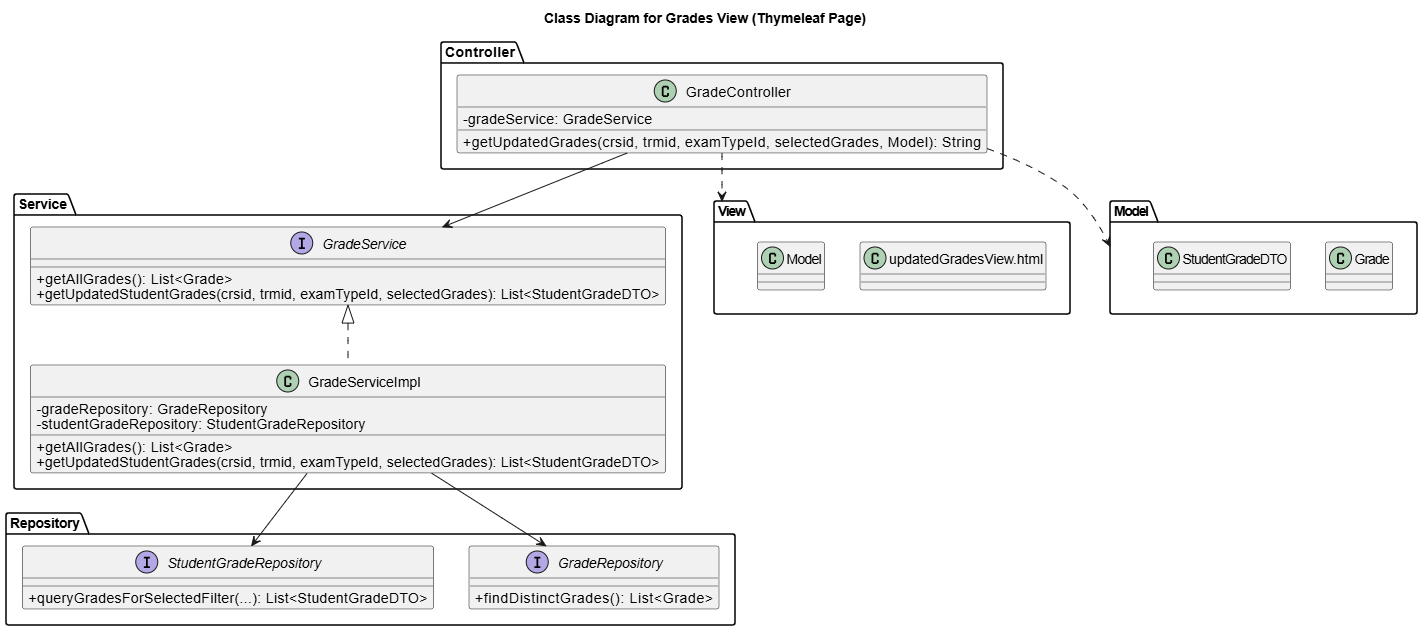 Class Diagram for Grades View (Thymeleaf Page)
Controller
C GradeController
-gradeService: GradeService
+getUpdatedGrades(crsid, trmid, examTypeId, selectedGrades, Model): String
Service
I GradeService
+getAllGrades(): List<Grade>
+getUpdatedStudentGrades(crsid, trmid, examTypeId, selectedGrades): List<StudentGradeDTO>
C GradeServiceImpl
-gradeRepository: GradeRepository
-studentGradeRepository: StudentGradeRepository
+getAllGrades(): List<Grade>
+getUpdatedStudentGrades(crsid, trmid, examTypeId, selectedGrades): List<StudentGradeDTO>
View
C Model
C updatedGradesView.html
Model
C StudentGradeDTO
C Grade
Repository
I StudentGradeRepository
+queryGradesForSelectedFilter(...): List<StudentGradeDTO>
I GradeRepository
+findDistinctGrades(): List<Grade>